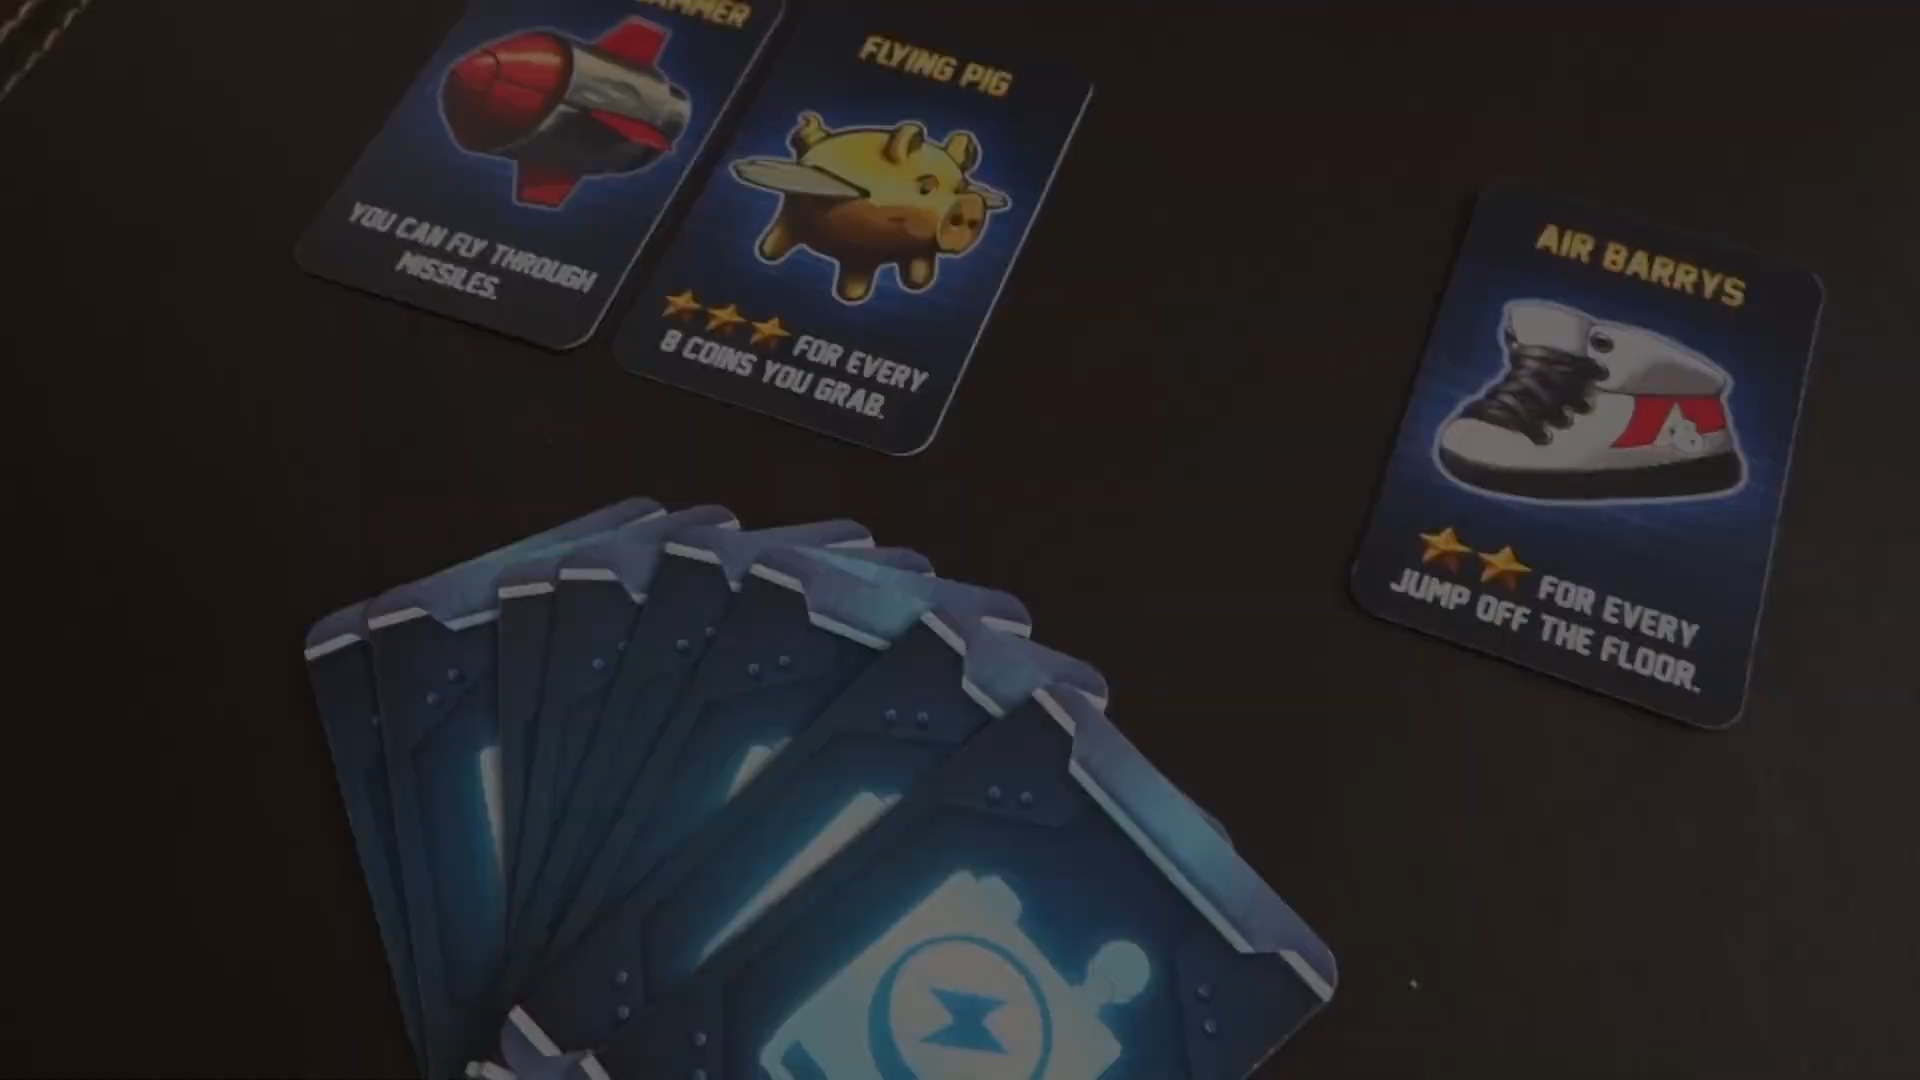 YOU CAN FLY THROUGH
MISSILES.
FLYING PIG
FOR EVERY
8 COINS YOU GRAB.
AIR BARRYS
FOR EVERY
JUMP OFF THE FLOOR.